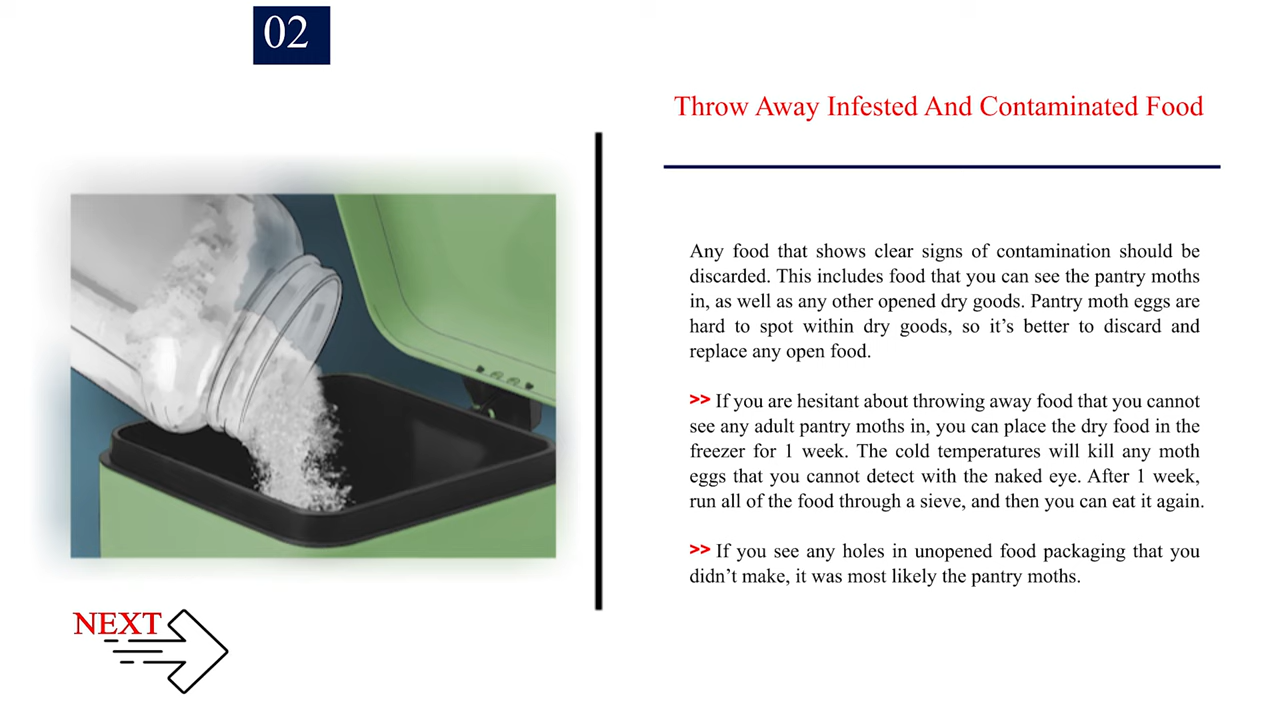 02
Throw Away Infested And Contaminated Food
Any food that shows clear signs of contamination should be
discarded. This includes food that you can see the pantry moths
in, as well as any other opened dry goods. Pantry moth eggs are
hard to spot within dry goods, so it’s better to discard and
replace any open food.
>> If you are hesitant about throwing away food that you cannot
see any adult pantry moths in, you can place the dry food in the
freezer for 1 week. The cold temperatures will kill any moth
eggs that you cannot detect with the naked eye. After 1 week,
run all of the food through a sieve, and then you can eat it again.
>> If you see any holes in unopened food packaging that you
didn’t make, it was most likely the pantry moths.
NEXT